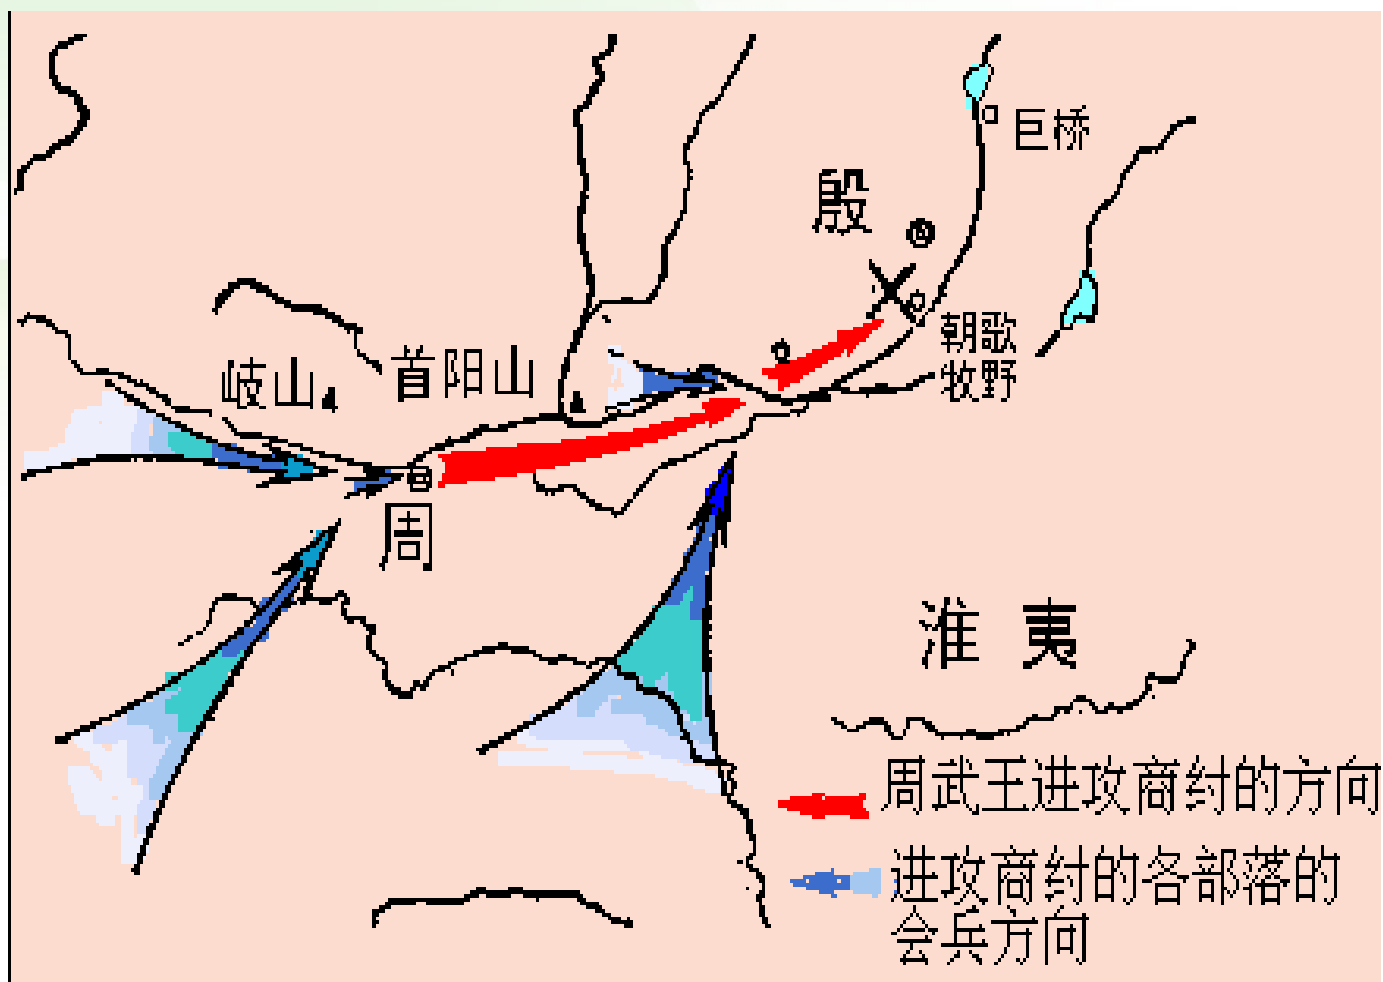 巨桥
殷
朝歌
牧野
岐山
首阳山
周
淮夷
周武王进攻商纣的方向
进攻商纣的各部落的
会兵方向